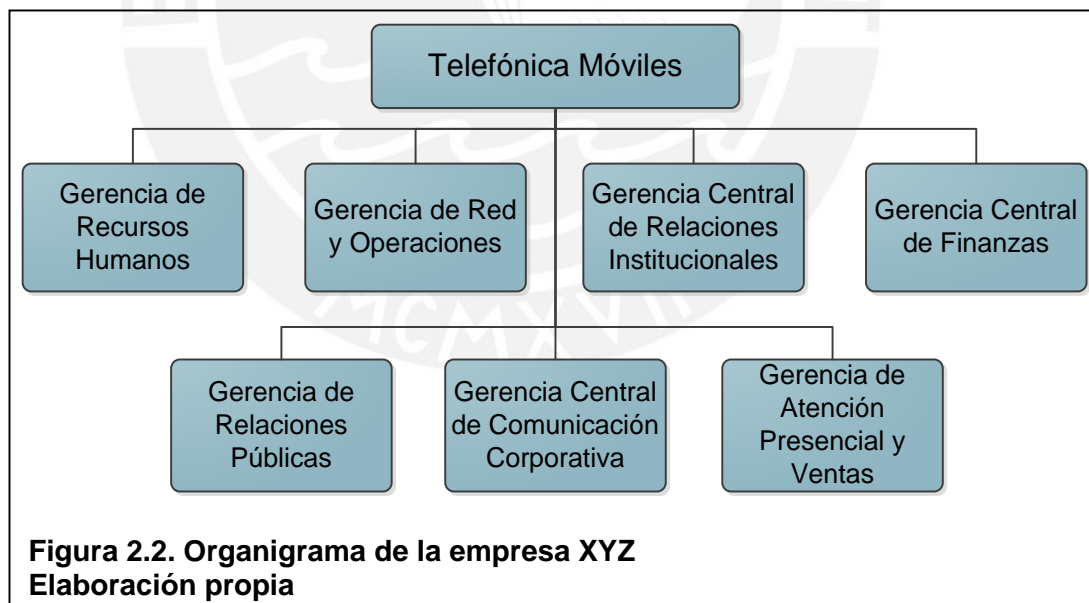 Telefónica Móviles
Gerencia de
Recursos
Humanos
Gerencia de Red
y Operaciones
Gerencia Central
de Relaciones
Institucionales
Gerencia Central
de Finanzas
Gerencia de
Relaciones
Públicas
Gerencia Central
de Comunicación
Corporativa
Gerencia de
Atención
Presencial y
Ventas
MCMXVII
Figura 2.2. Organigrama de la empresa XYZ
Elaboración propia